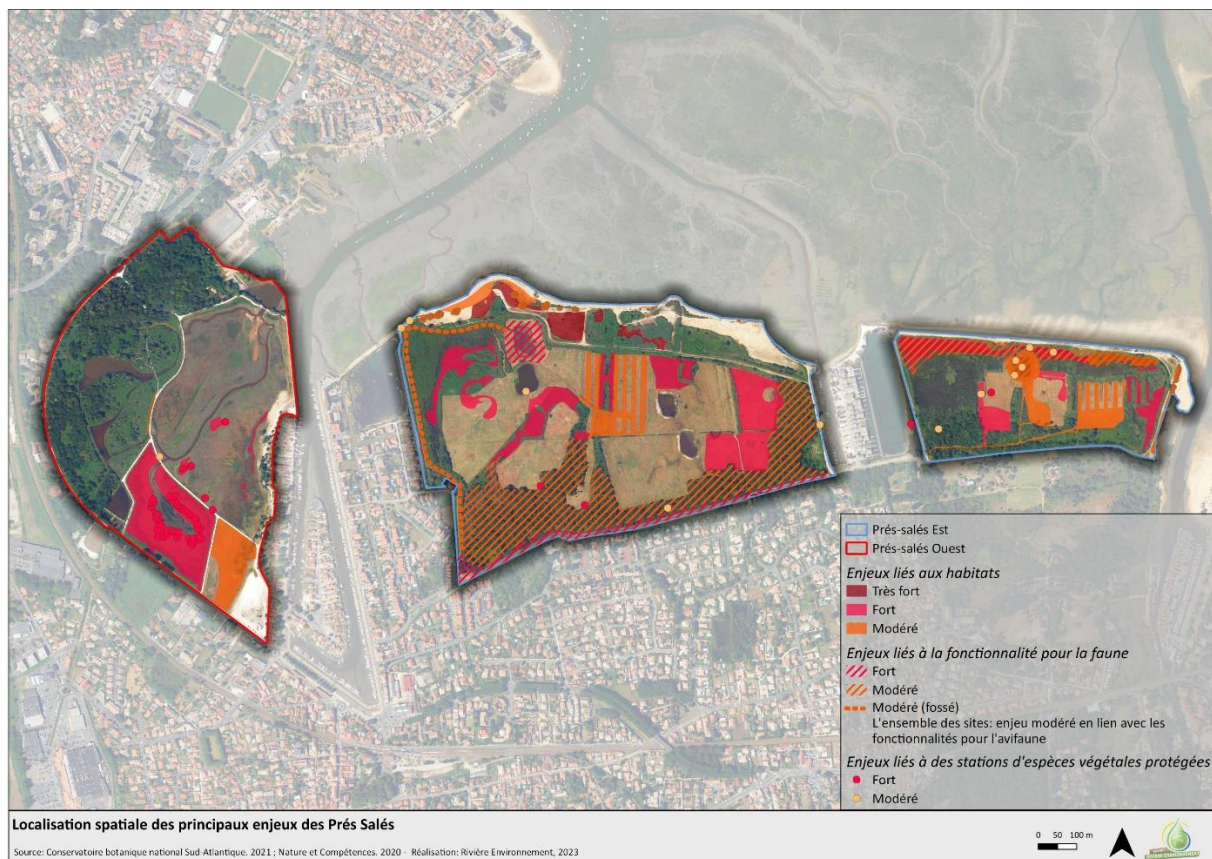 Prés-salés Est
Prés-salés Ouest
Enjeux liés aux habitats
Très fort
Fort
Modéré
Enjeux liés à la fonctionnalité pour la faune
Fort
Modéré
Modéré (fossé)
L'ensemble des sites: enjeu modéré en lien avec les
fonctionnalités pour l'avifaune
Enjeux liés à des stations d'espèces végétales protégées
Fort
Modéré
Localisation spatiale des principaux enjeux des Prés Salés
Source: Conservatoire botanique national Sud-Atlantique. 2021 ; Nature et Compétences. 2020 - Réalisation: Rivière Environnement, 2023
0 50 100 m
RIVIÈRE ENVIRONNEMENT